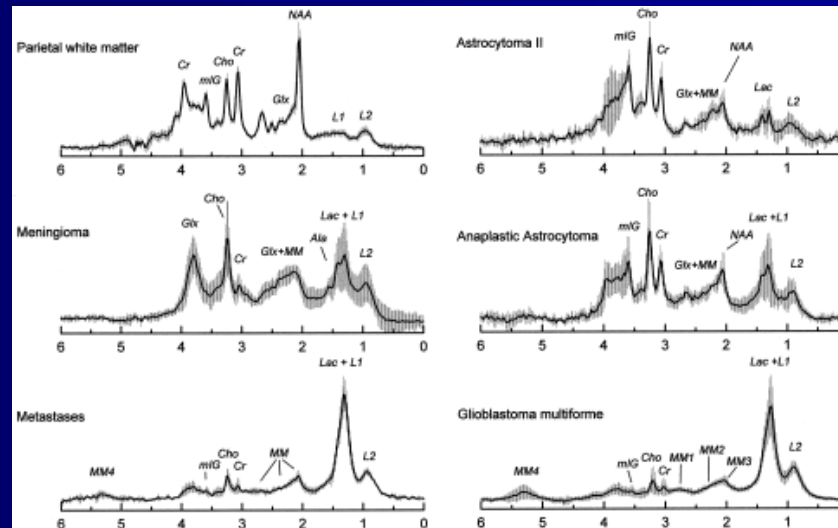 Parietal white matter
Cr
mIG
Cho
Cr
Glx
NAA
L1
L2
6 5 4 3 2 1 0
Astrocytoma II
mIG
Cho
Cr
Glx+MM
NAA
Lac
L2
6 5 4 3 2 1
Meningioma
Glx
Cho
Cr
Glx+MM
Ala
Lac + L1
L2
6 5 4 3 2 1 0
Anaplastic Astrocytoma
mIG
Cho
Cr
Glx+MM
NAA
Lac +L1
L2
6 5 4 3 2 1
Metastases
MM4
mIG
Cho
Cr
MM
Lac + L1
L2
6 5 4 3 2 1 0
Glioblastoma multiforme
MM4
mIG
Cho
Cr
MM1
MM2
MM3
Lac +L1
L2
6 5 4 3 2 1